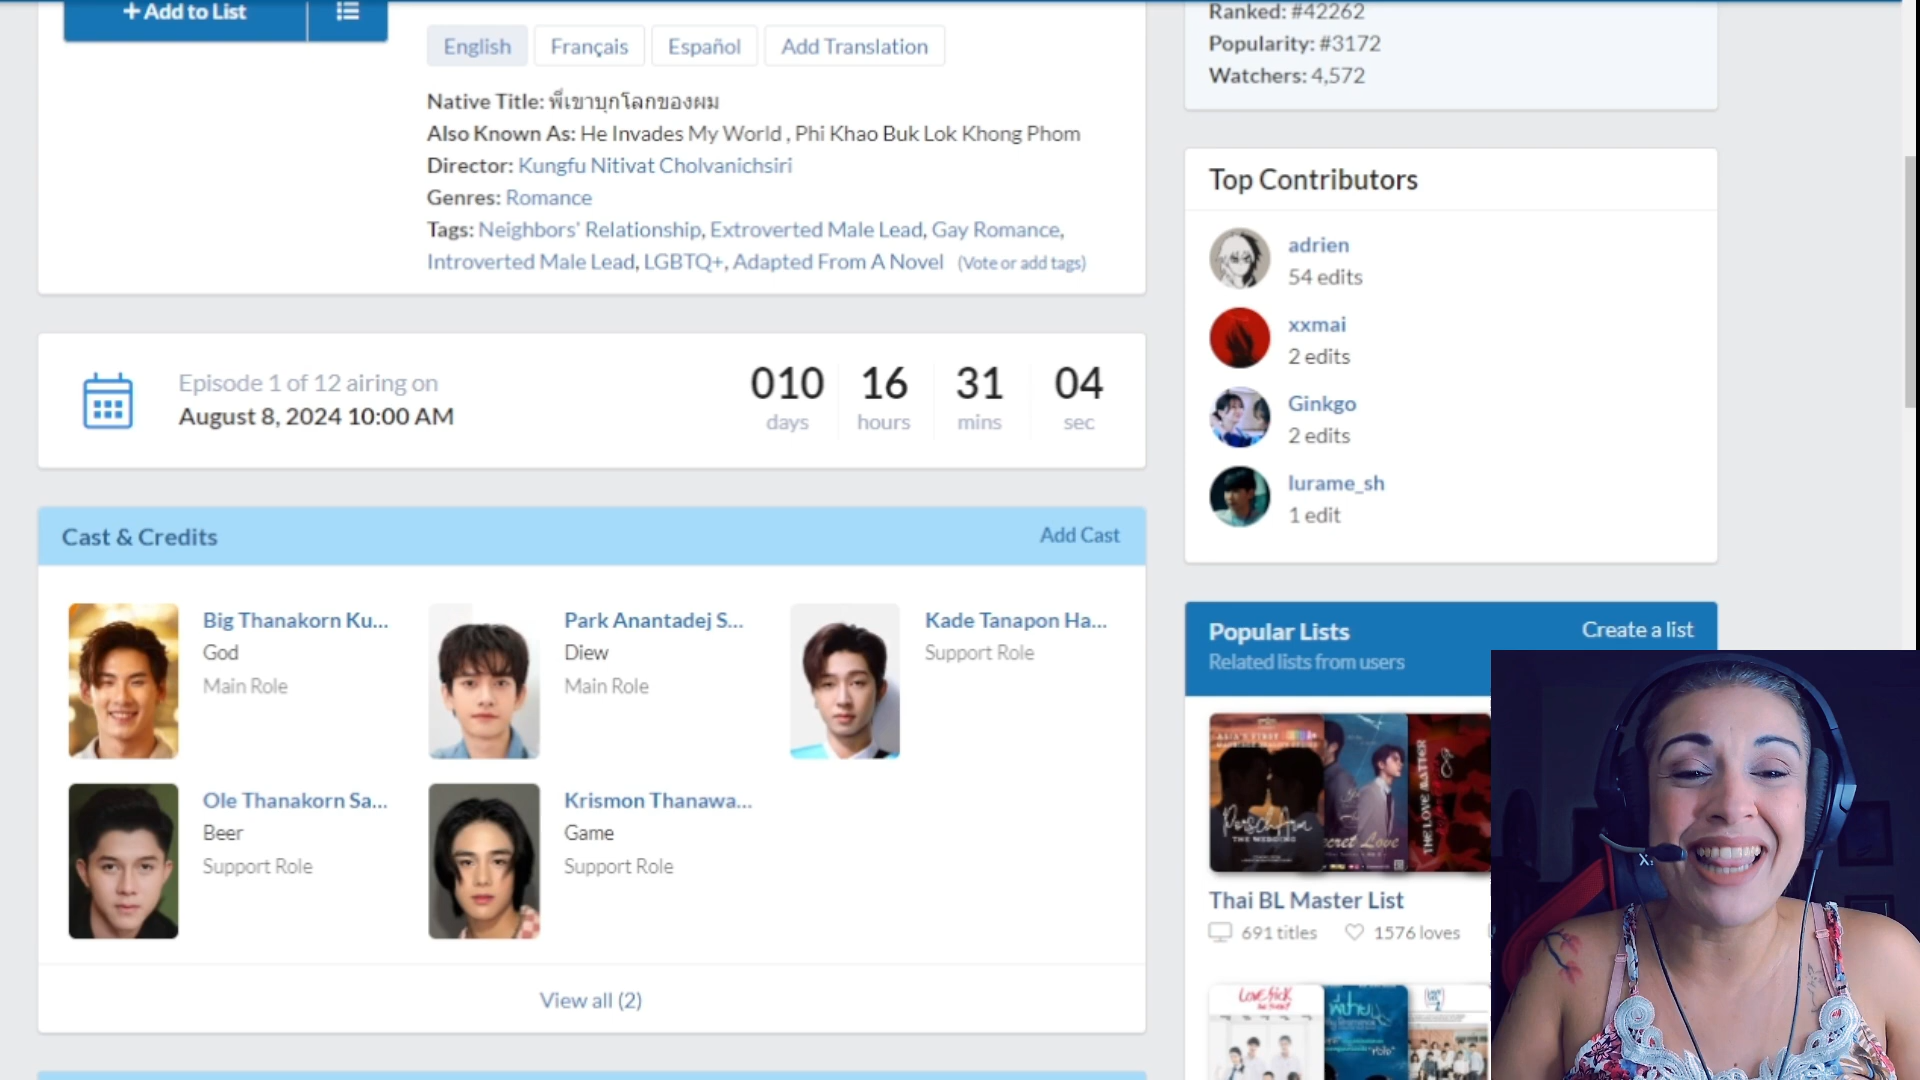 + Add to List
English
Français
Español
Add Translation
Native Title: พี่เขาบุกโลกของผม
Also Known As: He Invades My World , Phi Khao Buk Lok Khong Phom
Director: Kungfu Nitivat Cholvanichsiri
Genres: Romance
Tags: Neighbors' Relationship, Extroverted Male Lead, Gay Romance,
Introverted Male Lead, LGBTQ+, Adapted From A Novel (Vote or add tags)
Episode 1 of 12 airing on
August 8, 2024 10:00 AM
010
days
16
hours
31
mins
04
sec
Cast & Credits
Add Cast
Big Thanakorn Ku...
God
Main Role
Park Anantadej S...
Diew
Main Role
Kade Tanapon Ha...
Support Role
Ole Thanakorn Sa...
Beer
Support Role
Krismon Thanawa...
Game
Support Role
View all (2)
Ranked: #42262
Popularity: #3172
Watchers: 4,572
Top Contributors
adrien
54 edits
xxmai
2 edits
Ginkgo
2 edits
lurame_sh
1 edit
Popular Lists
Create a list
Related lists from users
THE WEDDING
Love
THE LOVE MATTER
Thai BL Master List
691 titles
1576 loves